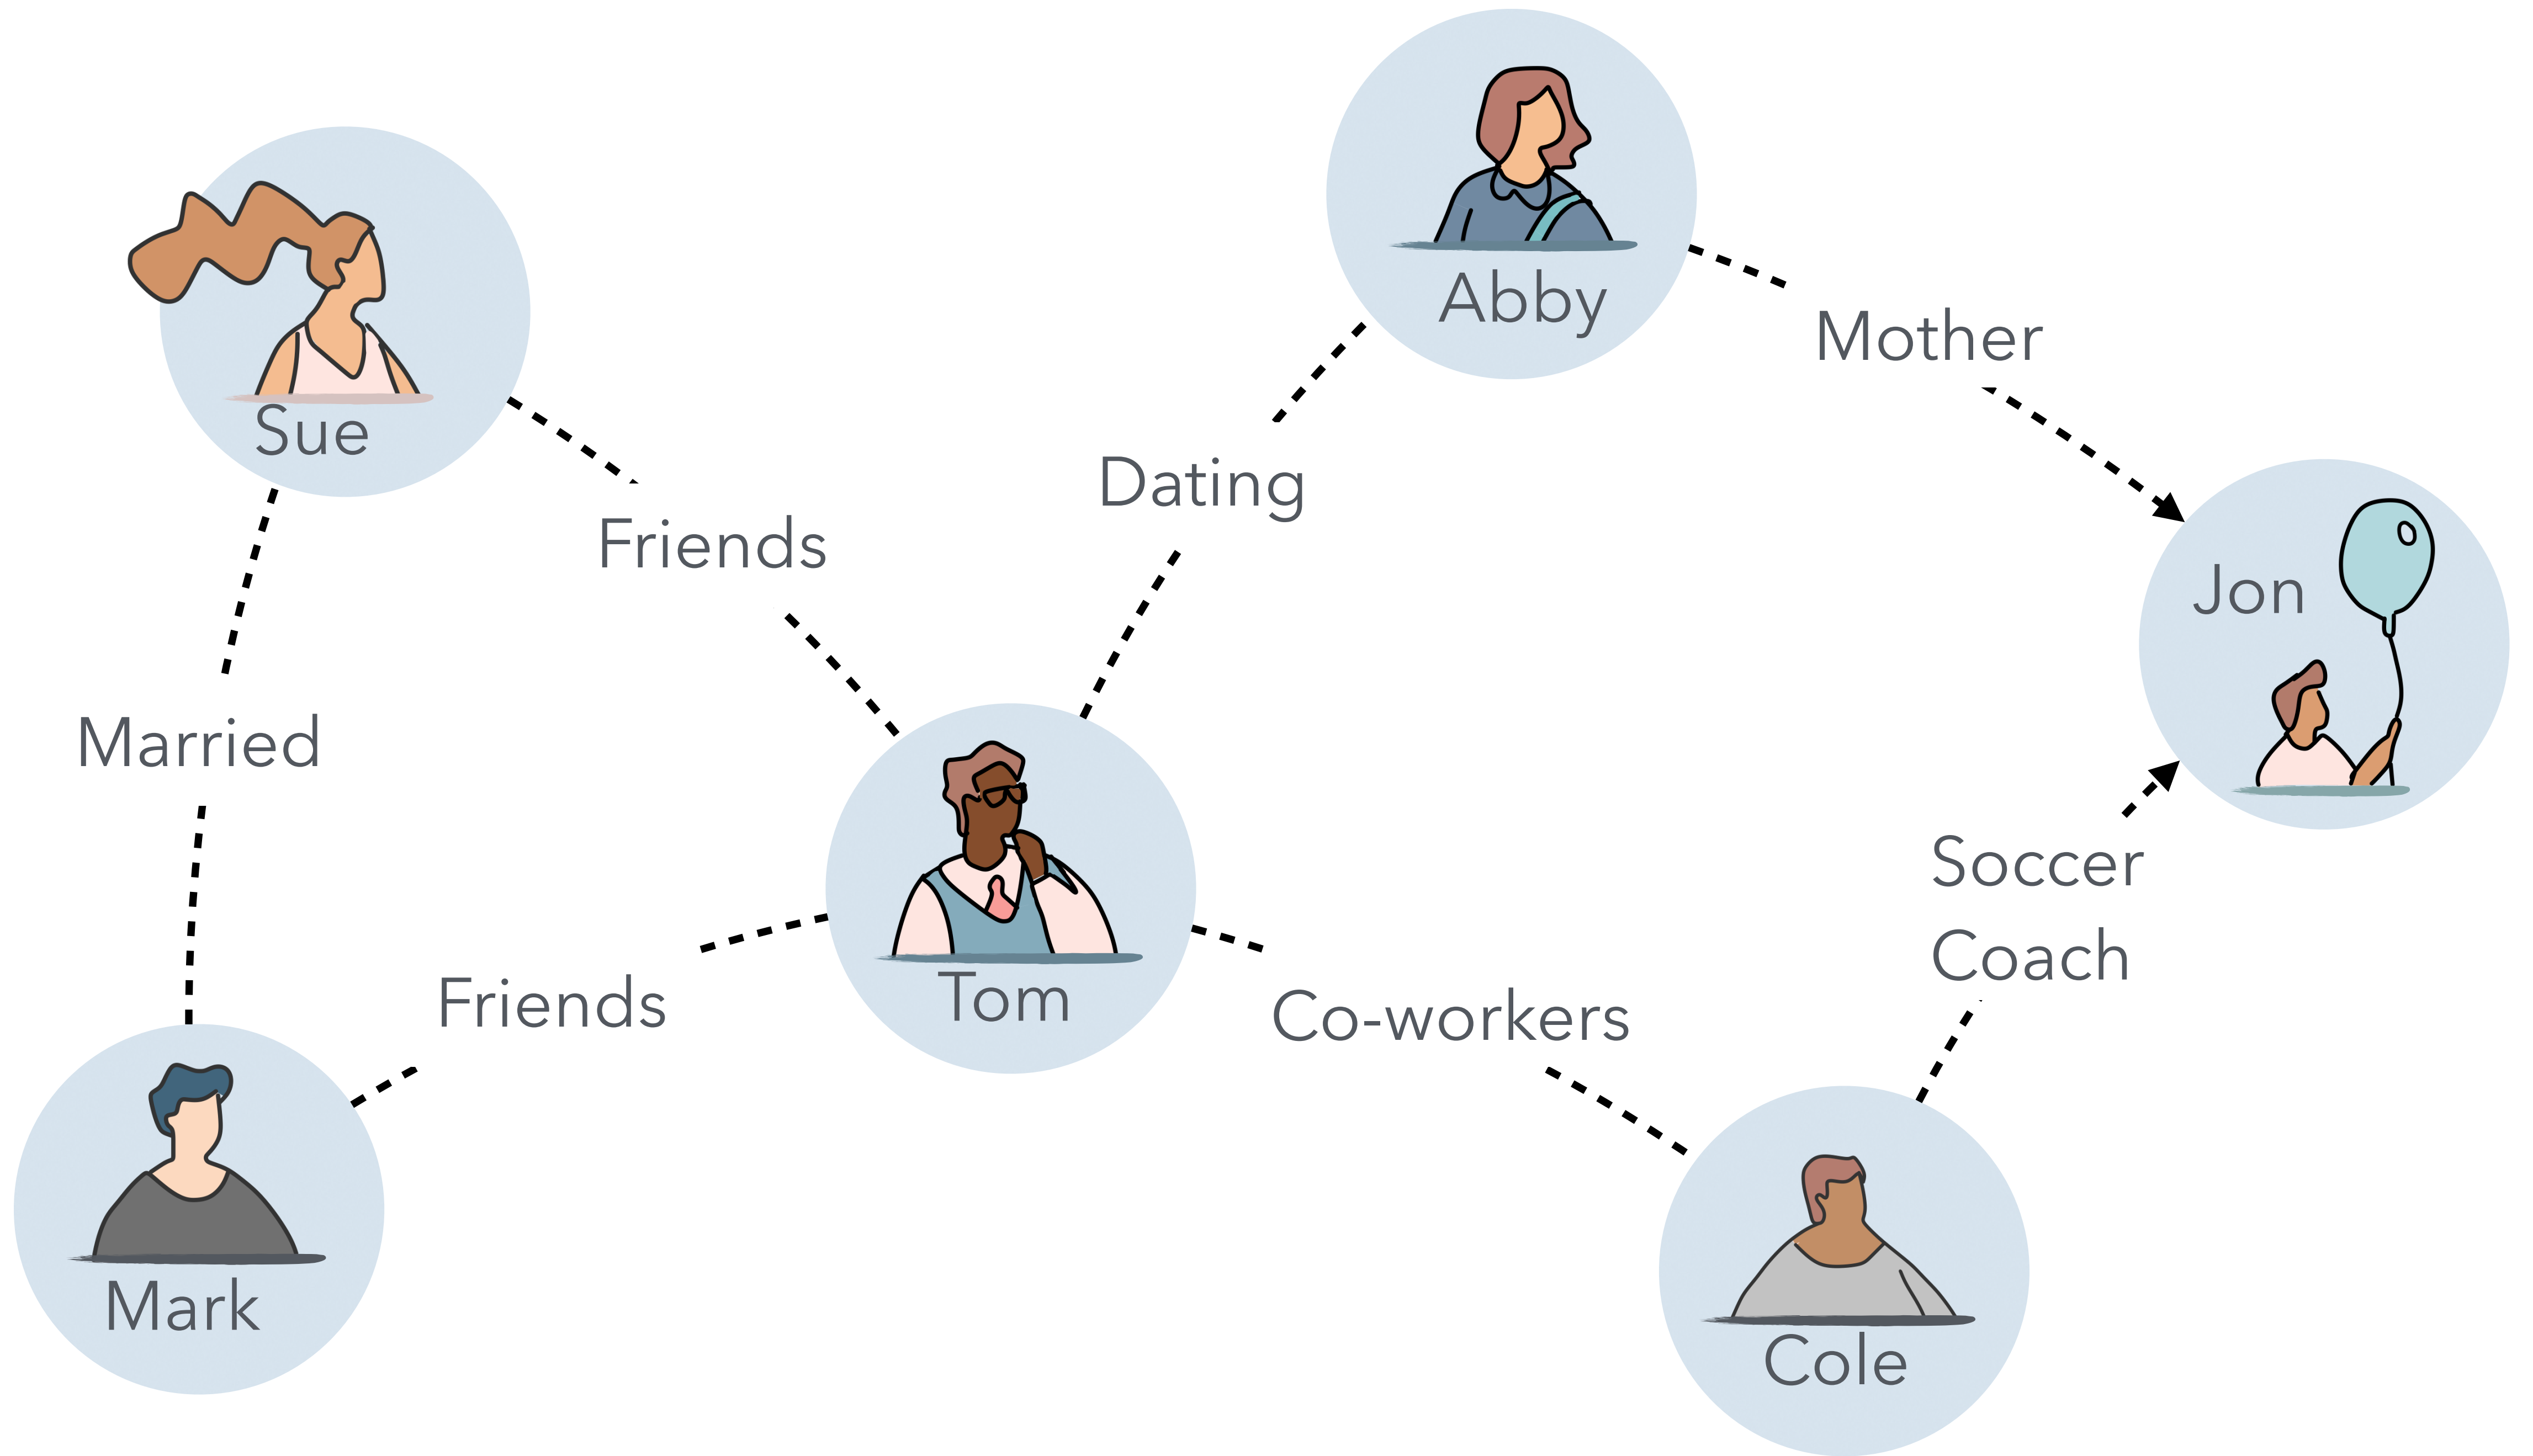 Abby
Mother
Sue
Dating
Friends
Jon
Married
Soccer
Coach
Tom
Friends
Co-workers
Mark
Cole